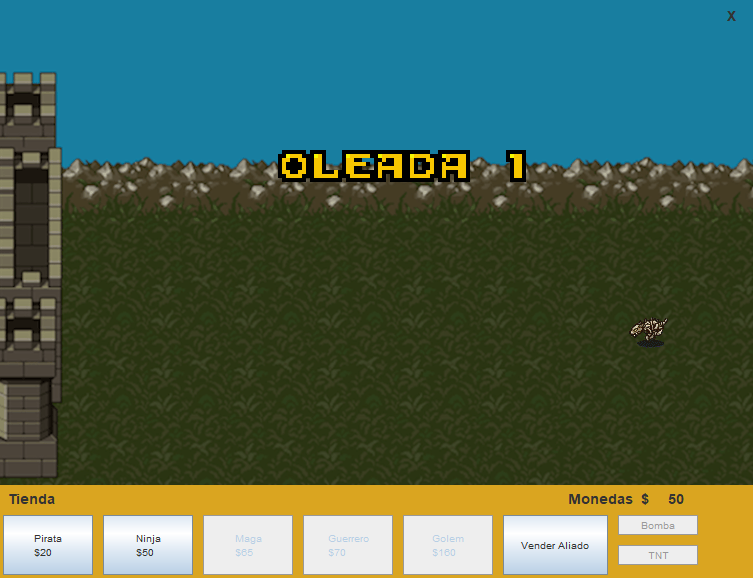 X
OLEADA 1
Tienda
Monedas $ 50
Pirata
$20
Ninja
$50
Maga
$65
Guerrero
$70
Golem
$160
Vender Aliado
Bomba
TNT